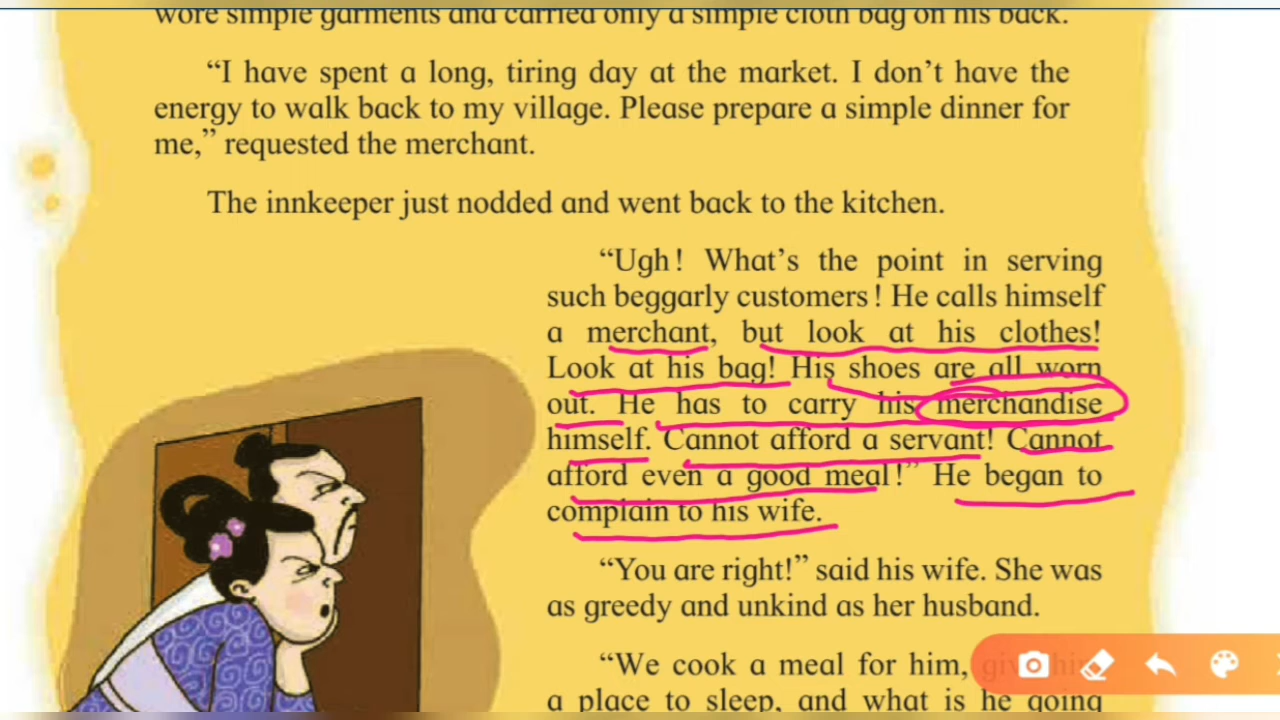 wore simple garments and carried only a simple cloth bag on his back.
“I have spent a long, tiring day at the market. I don’t have the
energy to walk back to my village. Please prepare a simple dinner for
me,” requested the merchant.
The innkeeper just nodded and went back to the kitchen.
“Ugh! What’s the point in serving
such beggarly customers! He calls himself
a merchant, but look at his clothes!
Look at his bag! His shoes are all worn
out. He has to carry his merchandise
himself. Cannot afford a servant! Cannot
afford even a good meal!” He began to
complain to his wife.
“You are right!” said his wife. She was
as greedy and unkind as her husband.
“We cook a meal for him, give him
a place to sleep, and what is he going